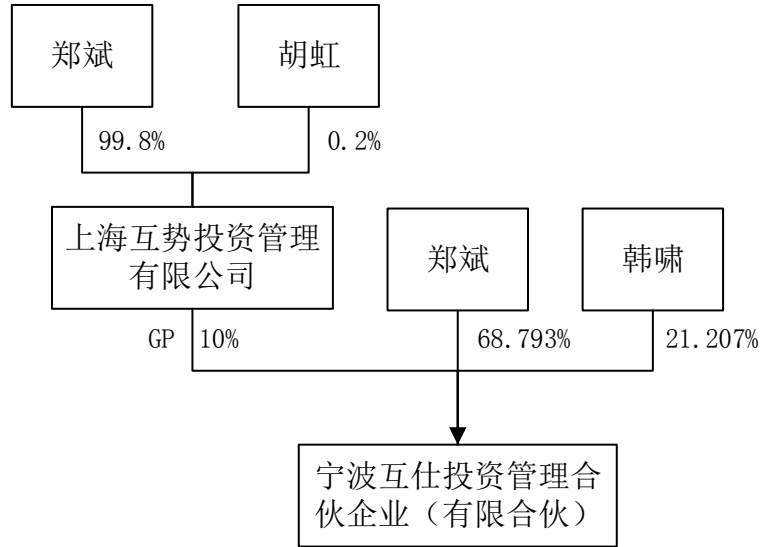 郑斌
胡虹
99.8%
0.2%
上海互势投资管理
有限公司
郑斌
韩啸
GP
10%
68.793%
21.207%
宁波互仕投资管理合
伙企业（有限合伙）